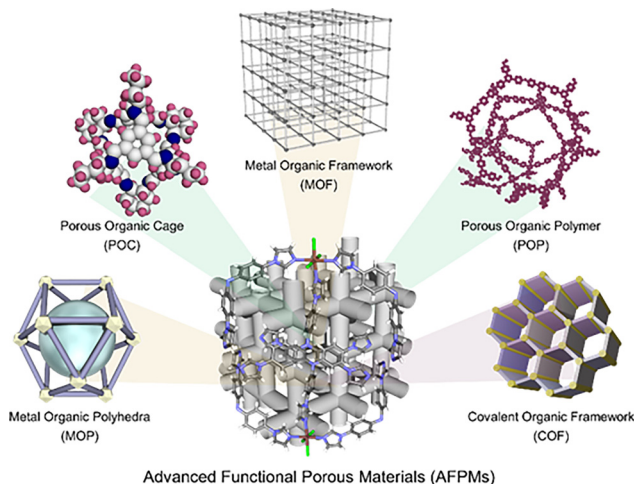 Metal Organic Framework
(MOF)
Porous Organic Cage
(POC)
Porous Organic Polymer
(POP)
Metal Organic Polyhedra
(MOP)
Covalent Organic Framework
(COF)
Advanced Functional Porous Materials (AFPMs)